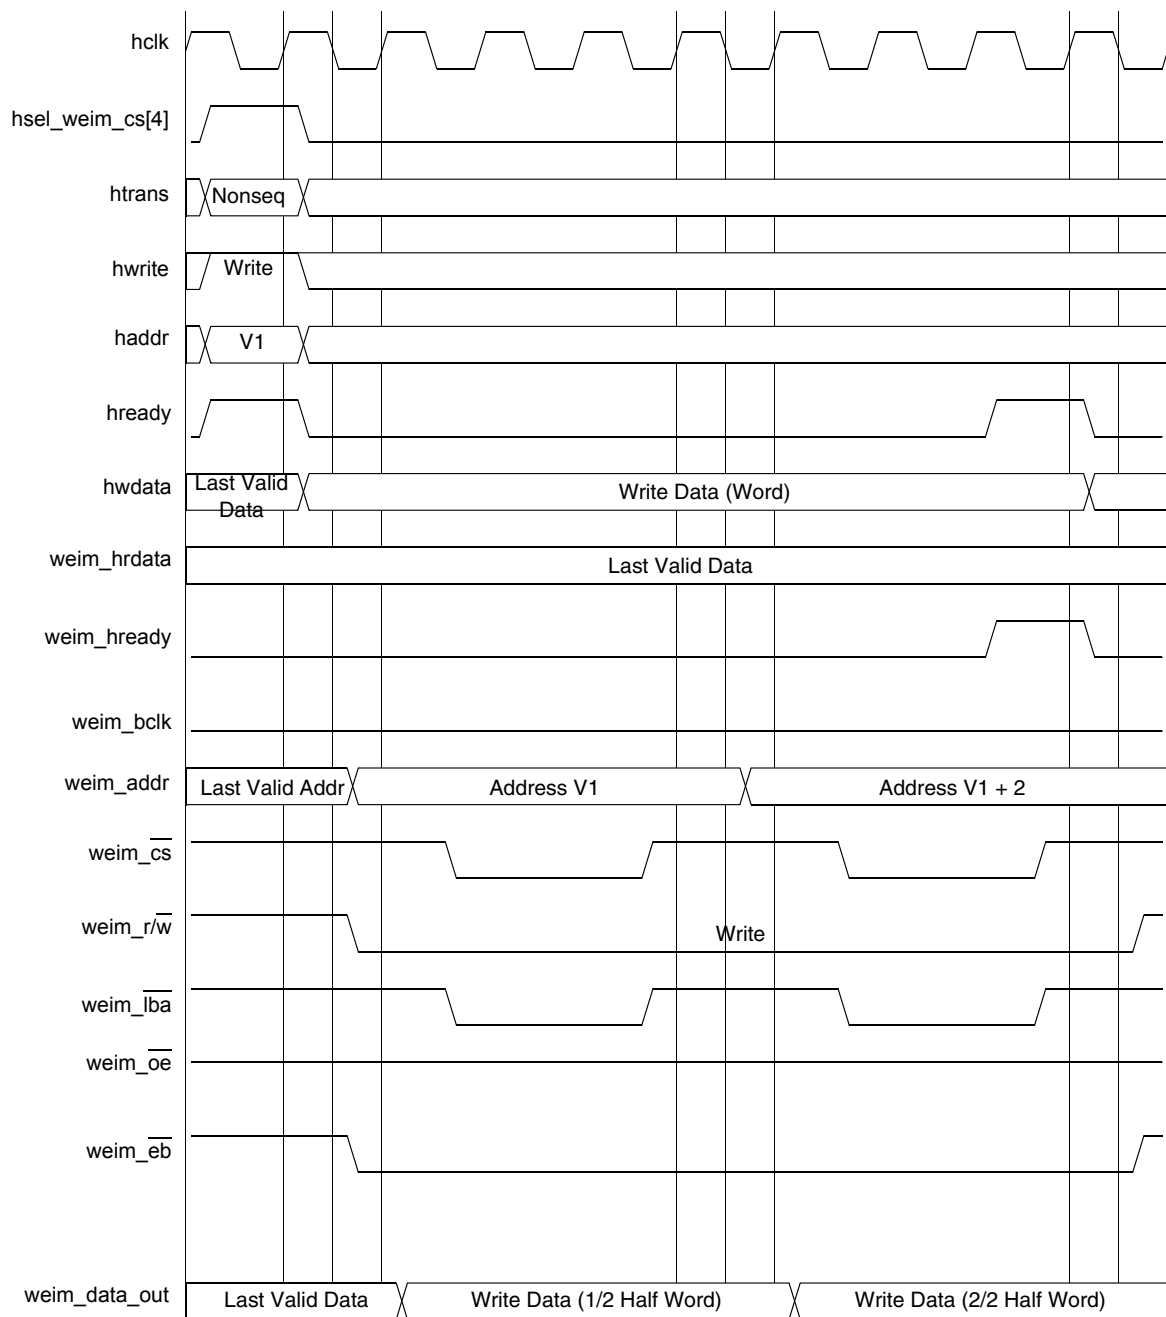 hclk
hsel_weim_cs[4]
htrans
Nonseq
hwrite
Write
haddr
V1
hready
hwdata
Last Valid
Data
Write Data (Word)
weim_hrdata
Last Valid Data
weim_hready
weim_bclk
weim_addr
Last Valid Addr
Address V1
Address V1 + 2
weim_cs
weim_r/w
Write
weim_lba
weim_oe
weim_eb
weim_data_out
Last Valid Data
Write Data (1/2 Half Word)
Write Data (2/2 Half Word)